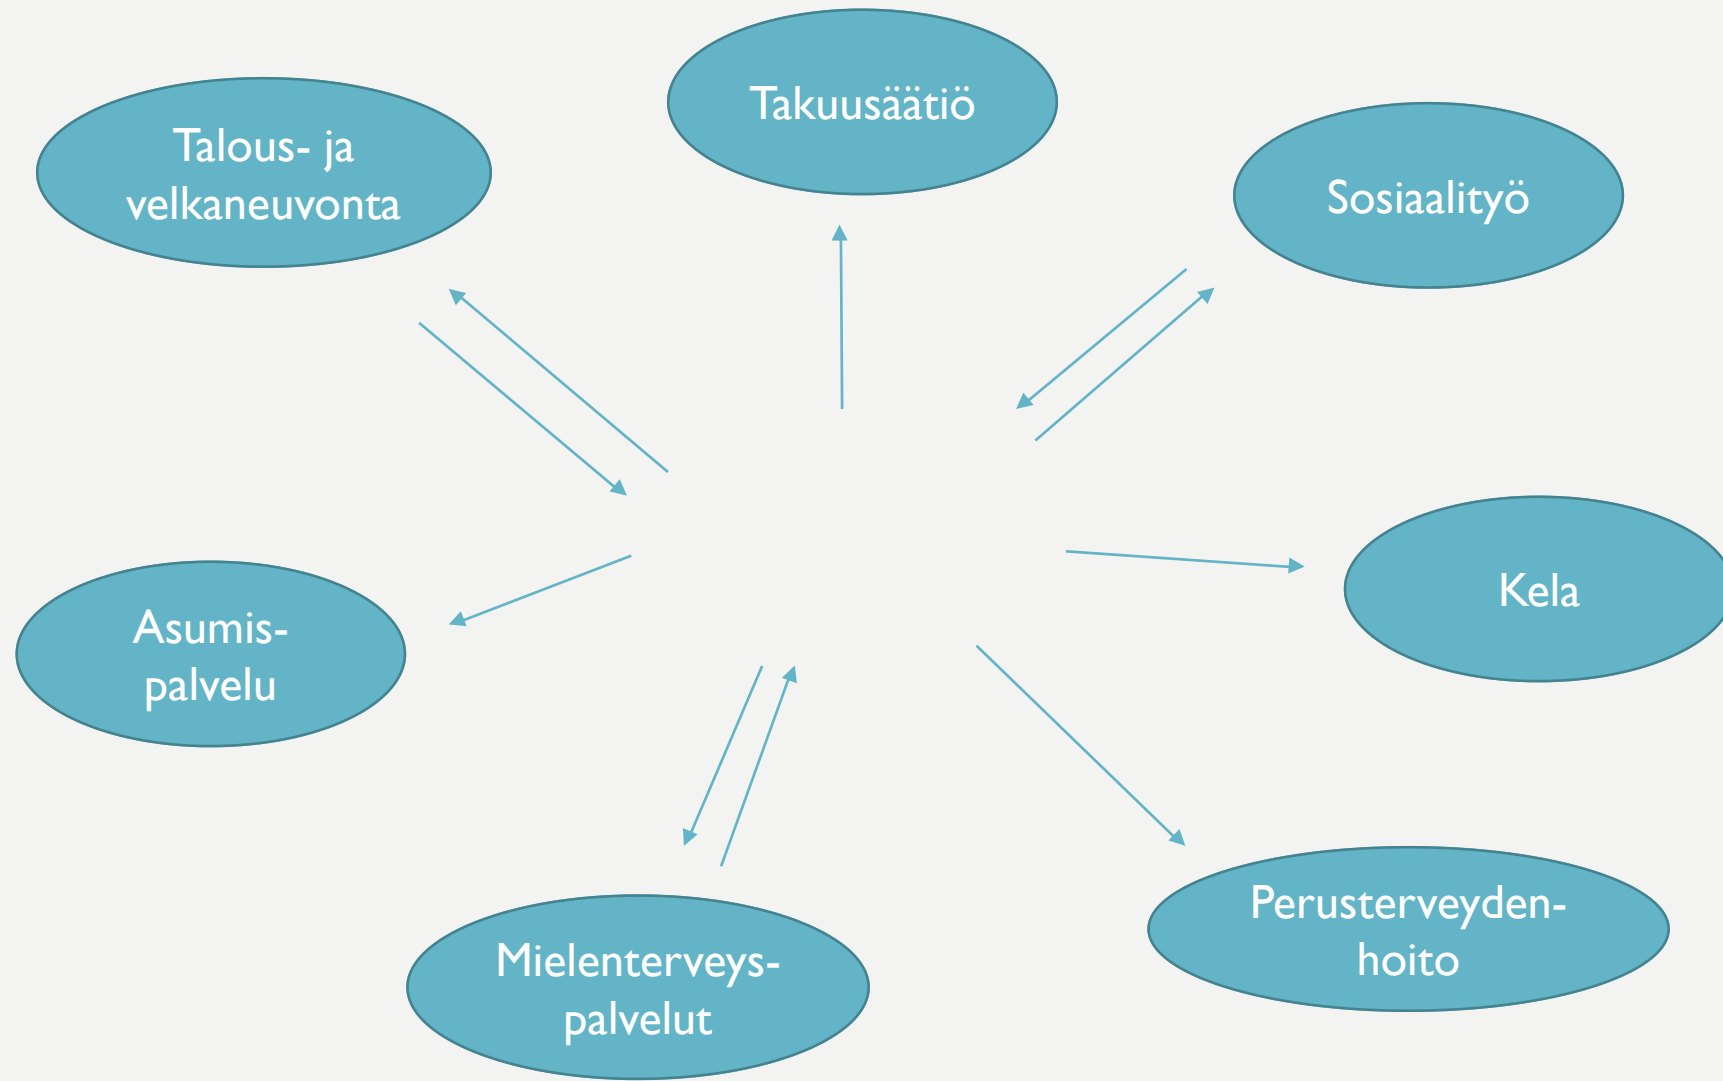 Takuusäätiö
Talous- ja
velkaneuvonta
Sosiaalityö
Kela
Asumis-
palvelu
Perusterveyden-
hoito
Mielenterveys-
palvelut